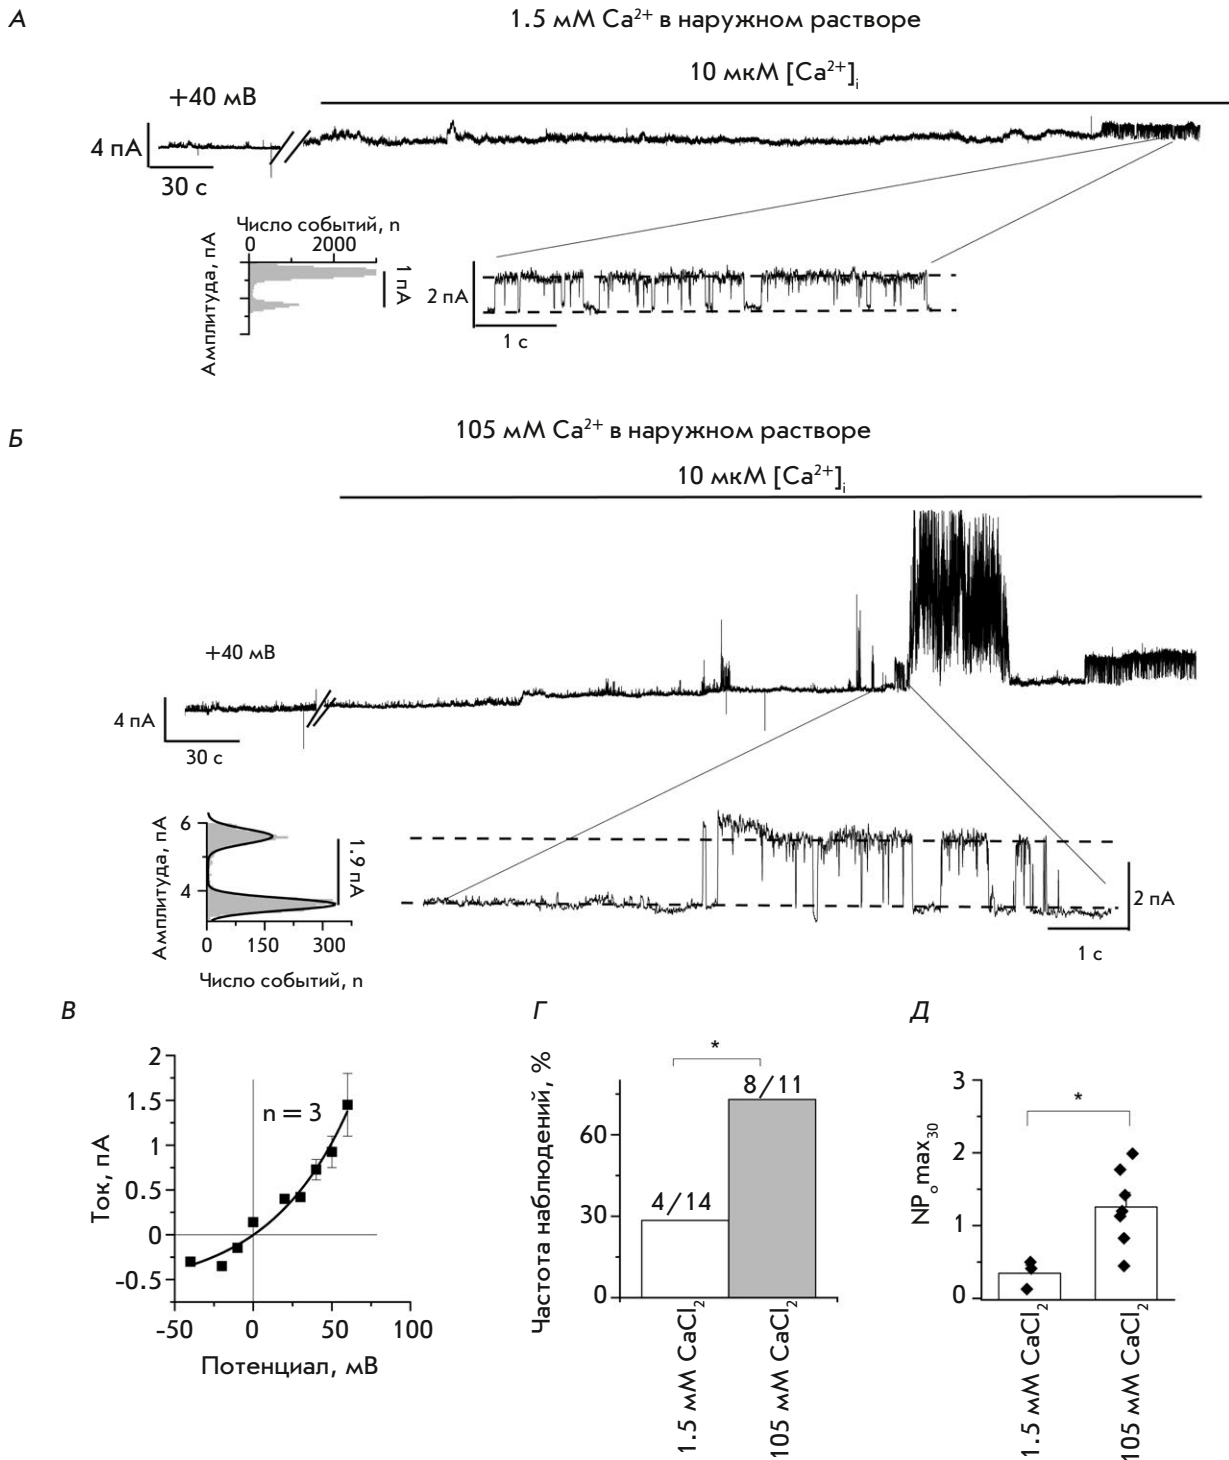 А
1.5 мМ Ca²⁺ в наружном растворе
10 мкМ [Ca²⁺]ᵢ
+40 мВ
4 пА
30 с
Число событий, n
0 2000
Амплитуда, пА
1 пА
2 пА
1 с
Б
105 мМ Ca²⁺ в наружном растворе
10 мкМ [Ca²⁺]ᵢ
+40 мВ
4 пА
30 с
Амплитуда, пА
6
4
1.9 пА
0 150 300
Число событий, n
2 пА
1 с
В
Ток, пА
2
1.5
1
0.5
0
-0.5
n = 3
-50 0 50 100
Потенциал, мВ
Г
Частота наблюдений, %
60
30
0
*
4/14
8/11
1.5 мМ CaCl₂
105 мМ CaCl₂
Д
NPₒmax₃₀
3
2
1
0
*
1.5 мМ CaCl₂
105 мМ CaCl₂